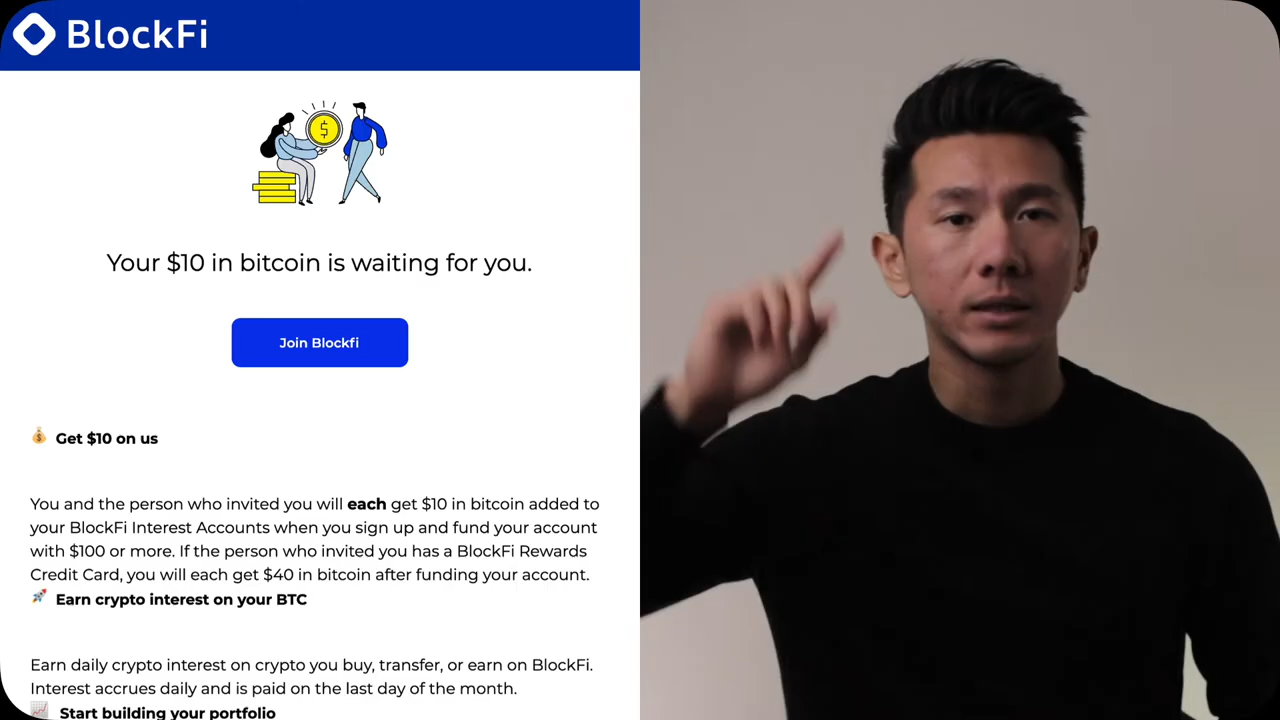 BlockFi
Your $10 in bitcoin is waiting for you.
Join Blockfi
Get $10 on us
You and the person who invited you will each get $10 in bitcoin added to
your BlockFi Interest Accounts when you sign up and fund your account
with $100 or more. If the person who invited you has a BlockFi Rewards
Credit Card, you will each get $40 in bitcoin after funding your account.
Earn crypto interest on your BTC
Earn daily crypto interest on crypto you buy, transfer, or earn on BlockFi.
Interest accrues daily and is paid on the last day of the month.
Start building your portfolio